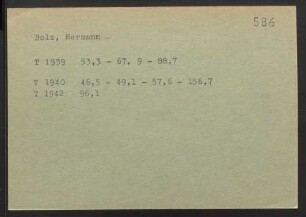 586
Bolz, Hermann
T 1939 53,3 - 67. 9 - 88,7
T 1940 46,5 - 49,1 - 57,6 - 156,7
T 1942 96,1